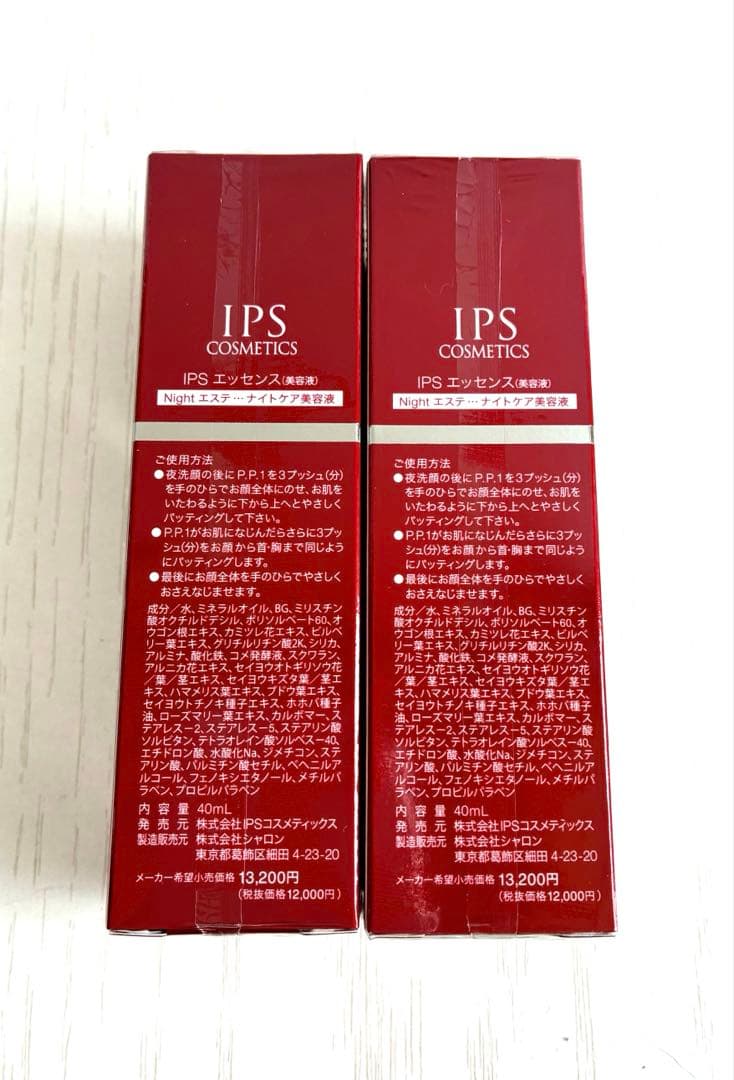 IPS
COSMETICS
IPS エッセンス(美容液)
Night エステ…ナイトケア美容液
ご使用方法
●夜洗顔の後にP.P.1を3プッシュ(分)
を手のひらでお顔全体にのせ、お肌を
いたわるように下から上へとやさしく
パッティングして下さい。
●P.P.1がお肌になじんだらさらに3プッ
シュ(分)をお顔から首・胸まで同じよう
にパッティングします。
●最後にお顔全体を手のひらでやさしく
おさえなじませます。
成分/水、ミネラルオイル、BG、ミリスチン
酸オクチルドデシル、ポリソルベート60、オ
ウゴン根エキス、カミツレ花エキス、ビルベ
リー葉エキス、グリチルリチン酸2K、シリカ、
アルミナ、酸化鉄、コメ発酵液、スクワラン、
アルニカ花エキス、セイヨウオトギリソウ花
/葉/茎エキス、セイヨウキズタ葉/茎エ
キス、ハマメリス葉エキス、ブドウ葉エキス、
セイヨウトチノキ種子エキス、ホホバ種子
油、ローズマリー葉エキス、カルボマー、ス
テアレス-2、ステアレス-5、ステアリン酸
ソルビタン、テトラオレイン酸ソルベス-40、
エチドロン酸、水酸化Na、ジメチコン、ステ
アリン酸、パルミチン酸セチル、ベヘニルア
ルコール、フェノキシエタノール、メチルパ
ラベン、プロピルパラベン
内容量 40mL
発売元 株式会社IPSコスメティックス
製造販売元 株式会社シャロン
東京都葛飾区細田 4-23-20
メーカー希望小売価格 13,200円
(税抜価格12,000円)
IPS
COSMETICS
IPS エッセンス(美容液)
Night エステ…ナイトケア美容液
ご使用方法
●夜洗顔の後にP.P.1を3プッシュ(分)
を手のひらでお顔全体にのせ、お肌を
いたわるように下から上へとやさしく
パッティングして下さい。
●P.P.1がお肌になじんだらさらに3プッ
シュ(分)をお顔から首・胸まで同じよう
にパッティングします。
●最後にお顔全体を手のひらでやさしく
おさえなじませます。
成分/水、ミネラルオイル、BG、ミリスチン
酸オクチルドデシル、ポリソルベート60、オ
ウゴン根エキス、カミツレ花エキス、ビルベ
リー葉エキス、グリチルリチン酸2K、シリカ、
アルミナ、酸化鉄、コメ発酵液、スクワラン、
アルニカ花エキス、セイヨウオトギリソウ花
/葉/茎エキス、セイヨウキズタ葉/茎エ
キス、ハマメリス葉エキス、ブドウ葉エキス、
セイヨウトチノキ種子エキス、ホホバ種子
油、ローズマリー葉エキス、カルボマー、ス
テアレス-2、ステアレス-5、ステアリン酸
ソルビタン、テトラオレイン酸ソルベス-40、
エチドロン酸、水酸化Na、ジメチコン、ステ
アリン酸、パルミチン酸セチル、ベヘニルア
ルコール、フェノキシエタノール、メチルパ
ラベン、プロピルパラベン
内容量 40mL
発売元 株式会社IPSコスメティックス
製造販売元 株式会社シャロン
東京都葛飾区細田 4-23-20
メーカー希望小売価格 13,200円
(税抜価格12,000円)